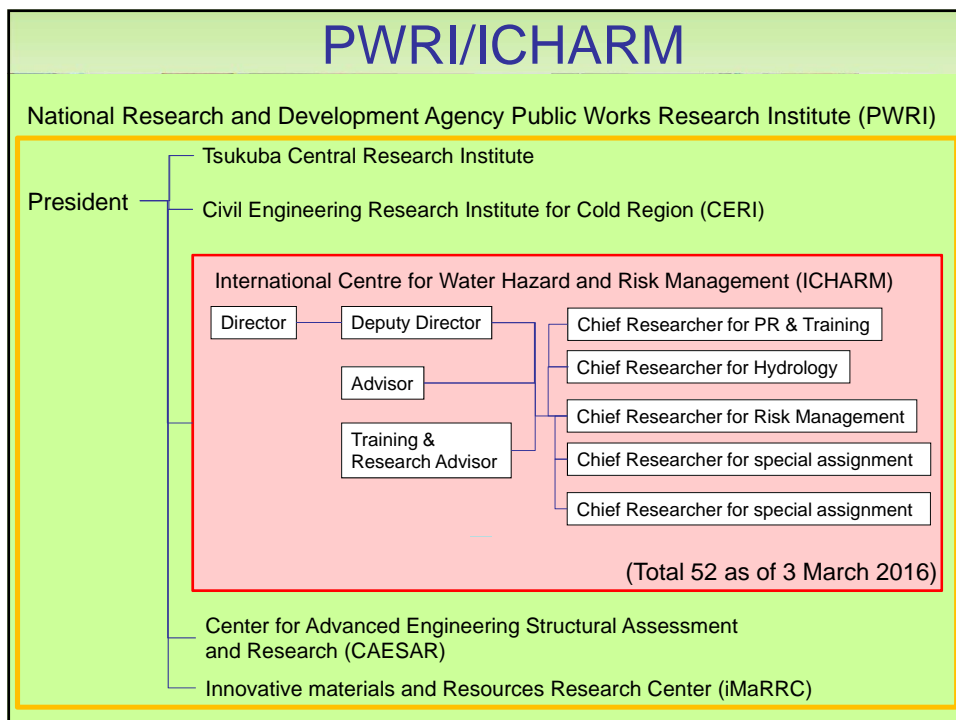 PWRI/ICHARM
National Research and Development Agency Public Works Research Institute (PWRI)
President
Tsukuba Central Research Institute
Civil Engineering Research Institute for Cold Region (CERI)
International Centre for Water Hazard and Risk Management (ICHARM)
Director
Deputy Director
Advisor
Training &
Research Advisor
Chief Researcher for PR & Training
Chief Researcher for Hydrology
Chief Researcher for Risk Management
Chief Researcher for special assignment
Chief Researcher for special assignment
(Total 52 as of 3 March 2016)
Center for Advanced Engineering Structural Assessment
and Research (CAESAR)
Innovative materials and Resources Research Center (iMaRRC)